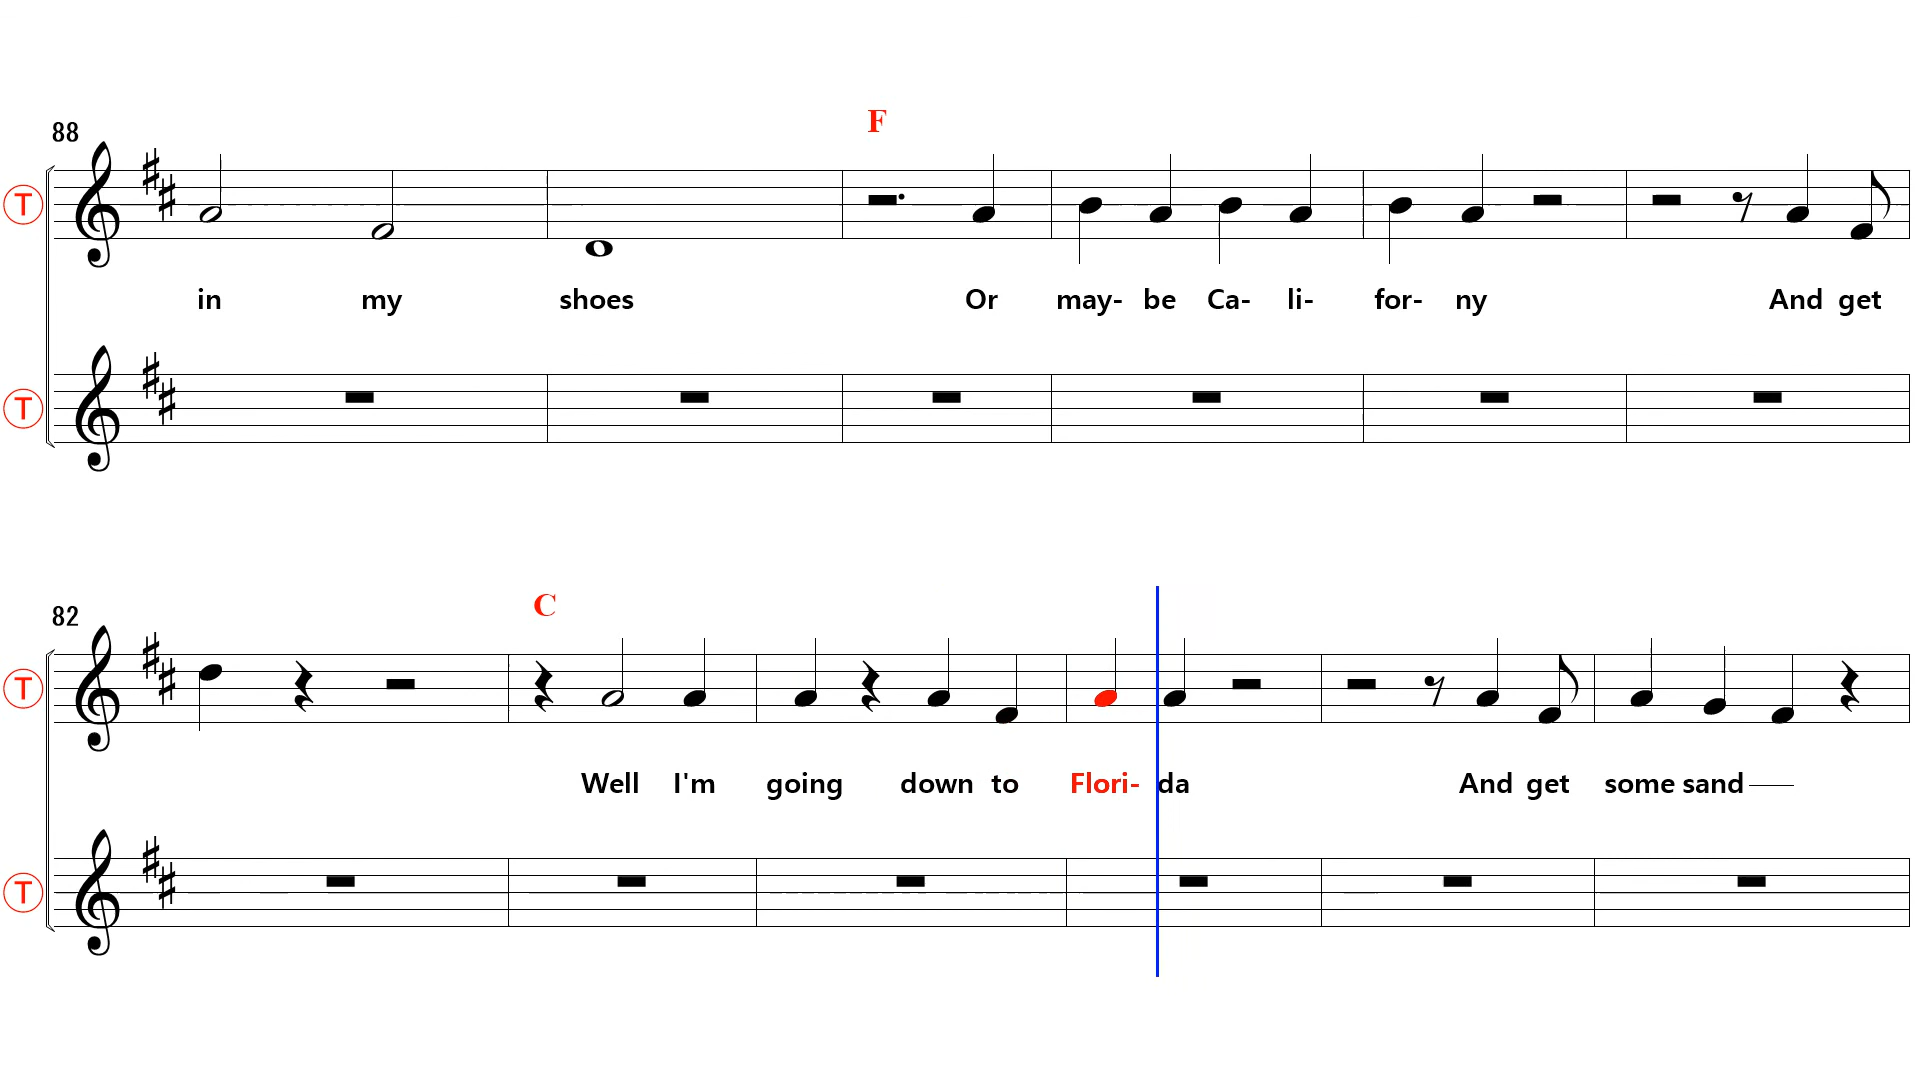 F
88
T
in my shoes Or may- be Ca- li- for- ny And get
T
C
82
T
Well I'm going down to Flori- da And get some sand
T